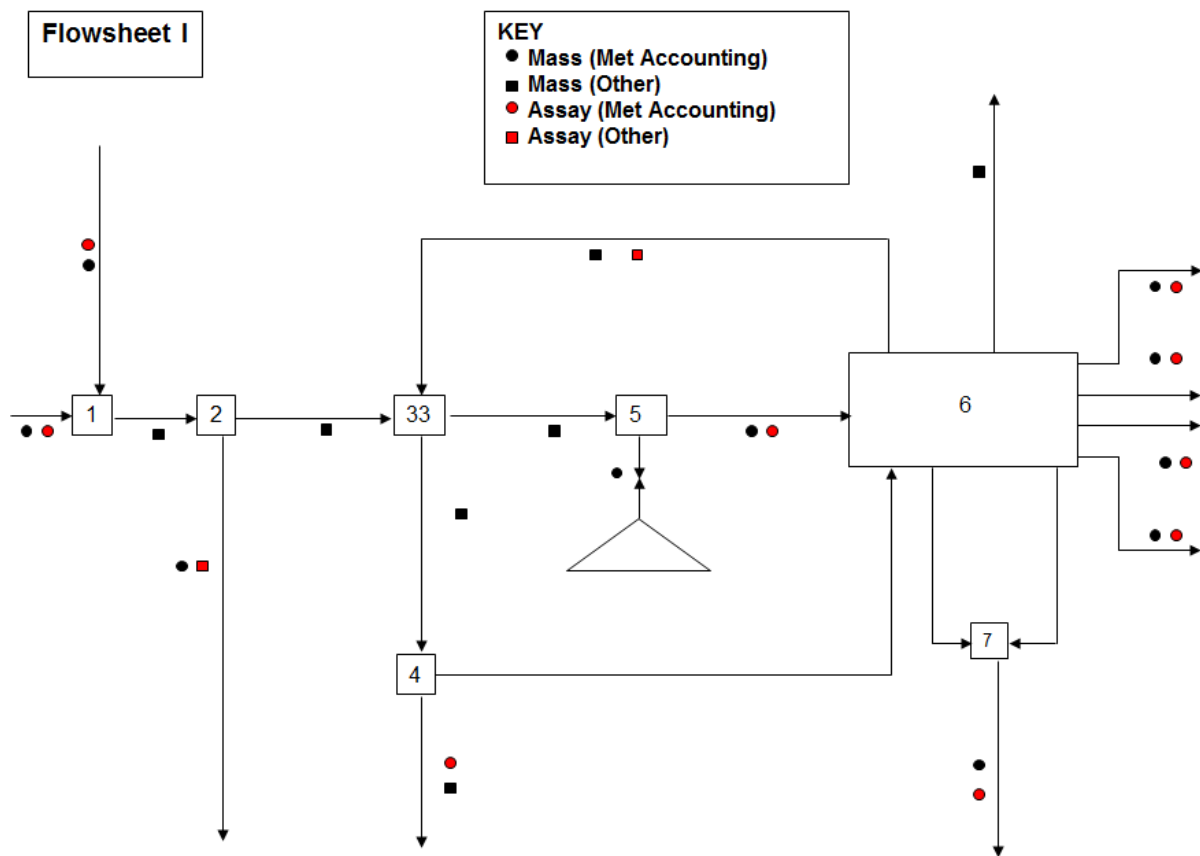 Flowsheet I
KEY
Mass (Met Accounting)
Mass (Other)
Assay (Met Accounting)
Assay (Other)
1
2
33
5
6
7
4